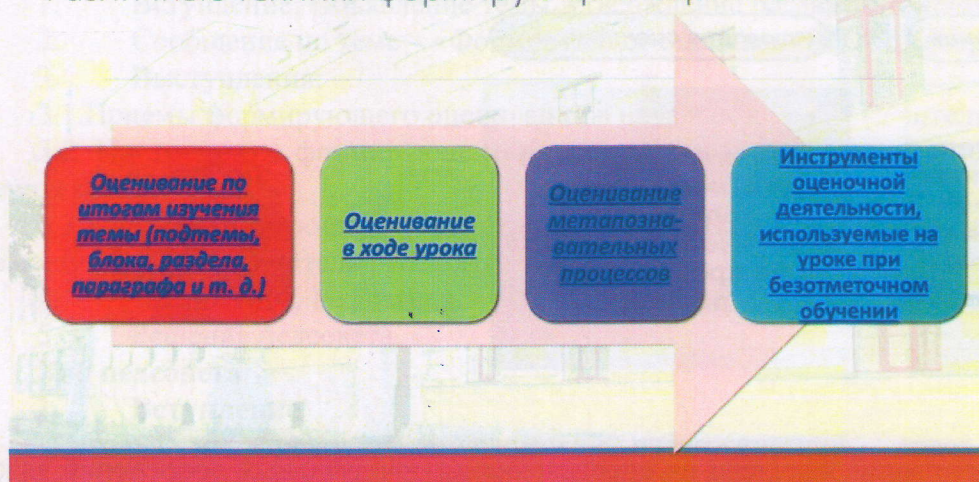 Оценивание по
итогам изучения
темы (подтемы,
блока, раздела,
параграфа и т. д.)
Оценивание
в ходе урока
Оценивание
метапозна-
вательных
процессов
Инструменты
оценочной
деятельности,
используемые на
уроке при
безотметочном
обучении